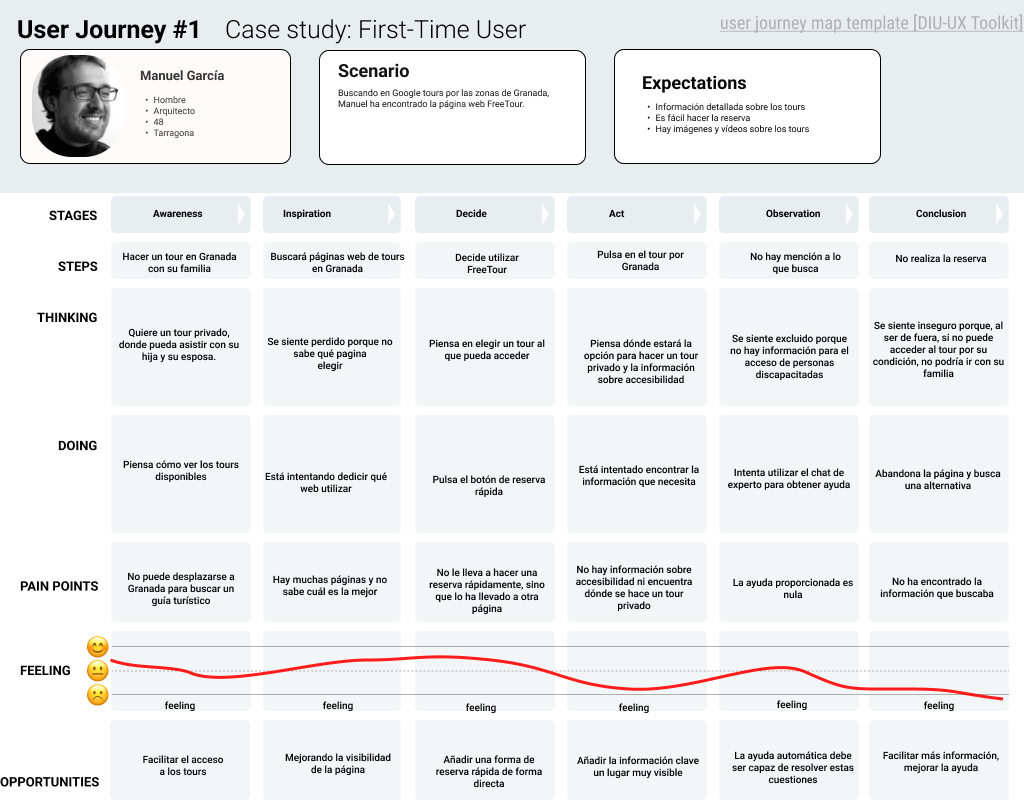 User Journey #1 Case study: First-Time User
user journey map template [DIU-UX Toolkit]
Manuel García
• Hombre
• Arquitecto
• 48
• Tarragona
Scenario
Buscando en Google tours por las zonas de Granada,
Manuel ha encontrado la página web FreeTour.
Expectations
• Información detallada sobre los tours
• Es fácil hacer la reserva
• Hay imágenes y vídeos sobre los tours
STAGES
Awareness
Inspiration
Decide
Act
Observation
Conclusion
STEPS
Hacer un tour en Granada
con su familia
Buscará páginas web de tours
en Granada
Decide utilizar
FreeTour
Pulsa en el tour por
Granada
No hay mención a lo
que busca
No realiza la reserva
THINKING
Quiere un tour privado,
donde pueda asistir con su
hija y su esposa.
Se siente perdido porque no
sabe qué pagina
elegir
Piensa en elegir un tour al
que pueda acceder
Piensa dónde estará la
opción para hacer un tour
privado y la información
sobre accesibilidad
Se siente excluido porque
no hay información para el
acceso de personas
discapacitadas
Se siente inseguro porque, al
ser de fuera, si no puede
acceder al tour por su
condición, no podría ir con su
familia
DOING
Piensa cómo ver los tours
disponibles
Está intentando dedicir qué
web utilizar
Pulsa el botón de reserva
rápida
Está intentado encontrar la
información que necesita
Intenta utilizar el chat de
experto para obtener ayuda
Abandona la página y busca
una alternativa
PAIN POINTS
No puede desplazarse a
Granada para buscar un
guía turístico
Hay muchas páginas y no
sabe cuál es la mejor
No le lleva a hacer una
reserva rápidamente, sino
que lo ha llevado a otra
página
No hay información sobre
accesibilidad ni encuentra
dónde se hace un tour
privado
La ayuda proporcionada es
nula
No ha encontrado la
información que buscaba
FEELING
feeling
feeling
feeling
feeling
feeling
feeling
OPPORTUNITIES
Facilitar el acceso
a los tours
Mejorando la visibilidad
de la página
Añadir una forma de
reserva rápida de forma
directa
Añadir la información clave
un lugar muy visible
La ayuda automática debe
ser capaz de resolver estas
cuestiones
Facilitar más información,
mejorar la ayuda